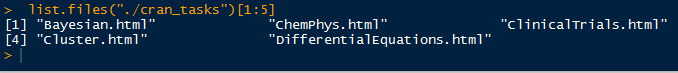 >  list.files("./cran_tasks")[1:5]
[1] "Bayesian.html"              "ChemPhys.html"              "ClinicalTrials.html"
[4] "Cluster.html"               "DifferentialEquations.html"
>